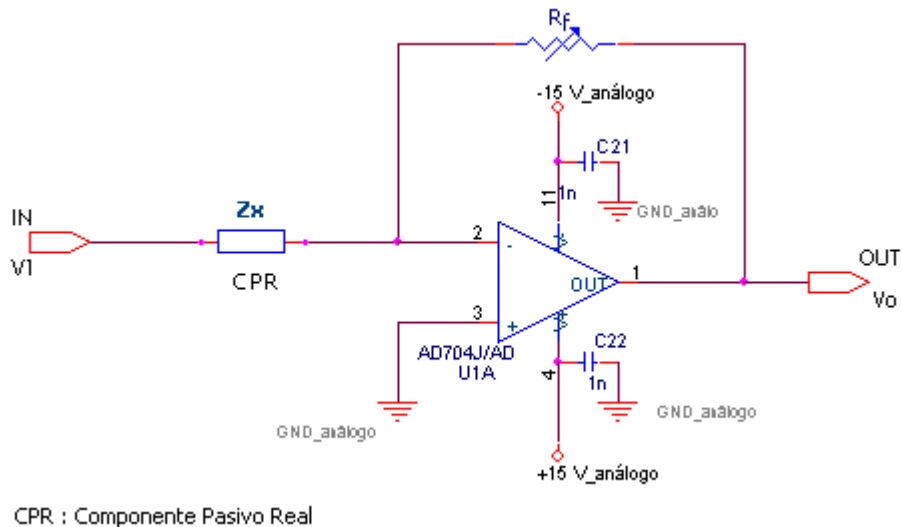 Rf
-15 V_análogo
C21
11
1n
GND_análo
Zx
IN
V1
CPR
2
-
OUT
1
OUT
Vo
3
+
+
AD704J/AD
U1A
C22
1n
4
GND_análogo
GND_análogo
+15 V_análogo
CPR : Componente Pasivo Real